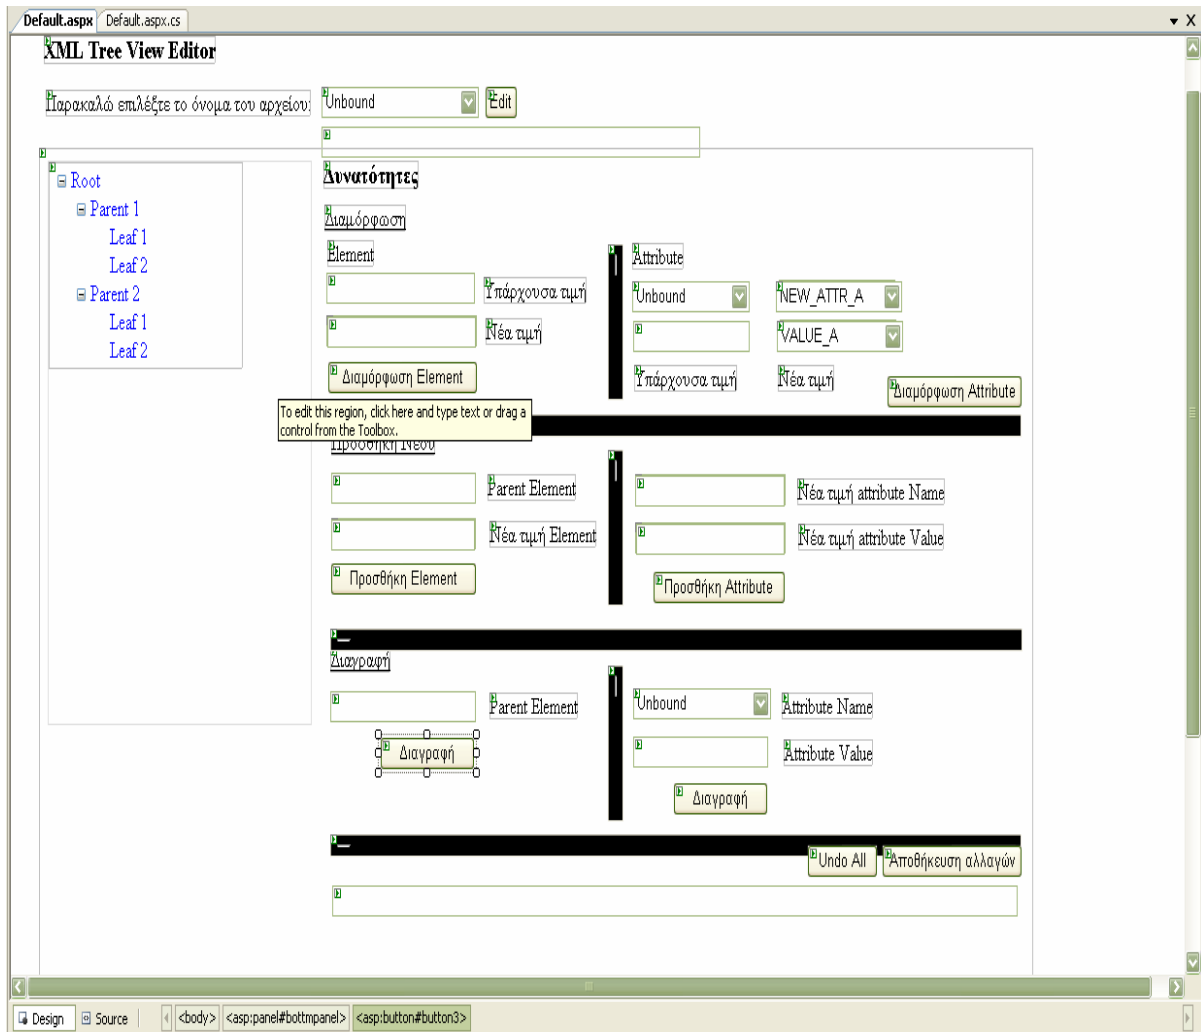 Default.aspx Default.aspx.cs
XML Tree View Editor
Παρακαλώ επιλέξτε το όνομα του αρχείου: Unbound Edit
Root
Parent 1
Leaf 1
Leaf 2
Parent 2
Leaf 1
Leaf 2
Δυνατότητες
Διαμόρφωση
Element
Υπάρχουσα τιμή
Νέα τιμή
Διαμόρφωση Element
Attribute
Unbound NEW_ATTR_A
VALUE_A
Υπάρχουσα τιμή Νέα τιμή
Διαμόρφωση Attribute
To edit this region, click here and type text or drag a
control from the Toolbox.
Προσθήκη Νέου
Parent Element
Νέα τιμή Element
Προσθήκη Element
Νέα τιμή attribute Name
Νέα τιμή attribute Value
Προσθήκη Attribute
Διαγραφή
Parent Element
Διαγραφή
Unbound Attribute Name
Attribute Value
Διαγραφή
Undo All Αποθήκευση αλλαγών
Design Source <body> <asp:panel#bottmpanel> <asp:button#button3>